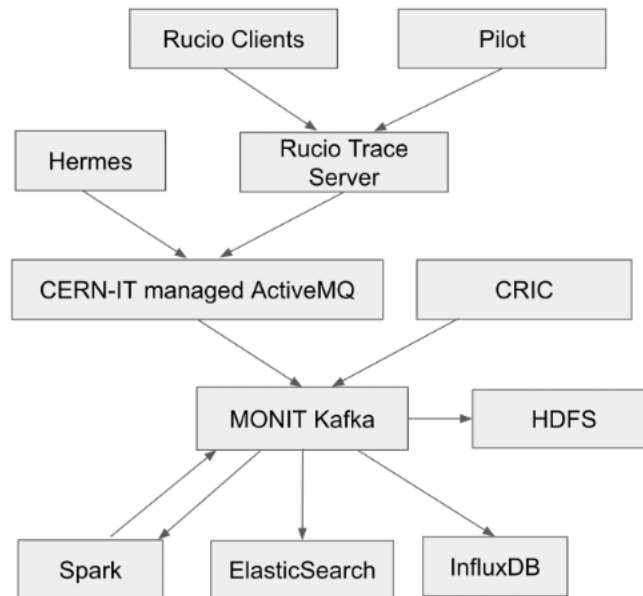 Rucio Clients
Pilot
Hermes
Rucio Trace
Server
CERN-IT managed ActiveMQ
CRIC
MONIT Kafka
HDFS
Spark
ElasticSearch
InfluxDB